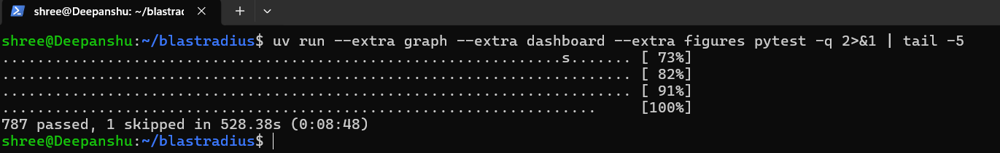 shree@Deepanshu: ~/blastrad
shree@Deepanshu:~/blastradius$ uv run --extra graph --extra dashboard --extra figures pytest -q 2>&1 | tail -5
................................................................s....... [ 73%]
........................................................................ [ 82%]
........................................................................ [ 91%]
.................................................................... [100%]
787 passed, 1 skipped in 528.38s (0:08:48)
shree@Deepanshu:~/blastradius$